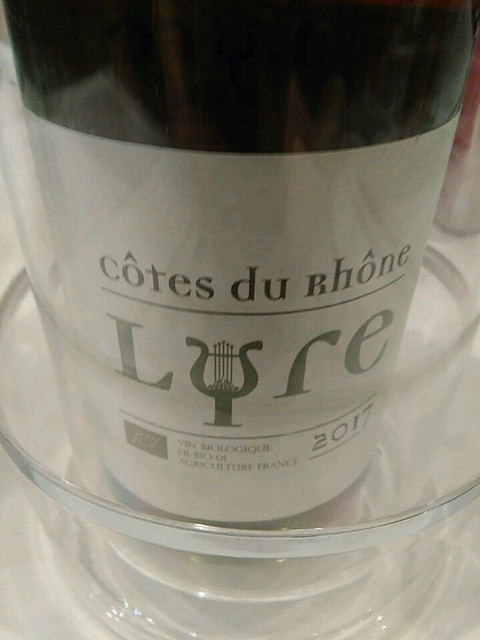 côtes du Rhône
Lyre
2017
VIN BIOLOGIQUE
FR-BIO-01
AGRICULTURE FRANCE